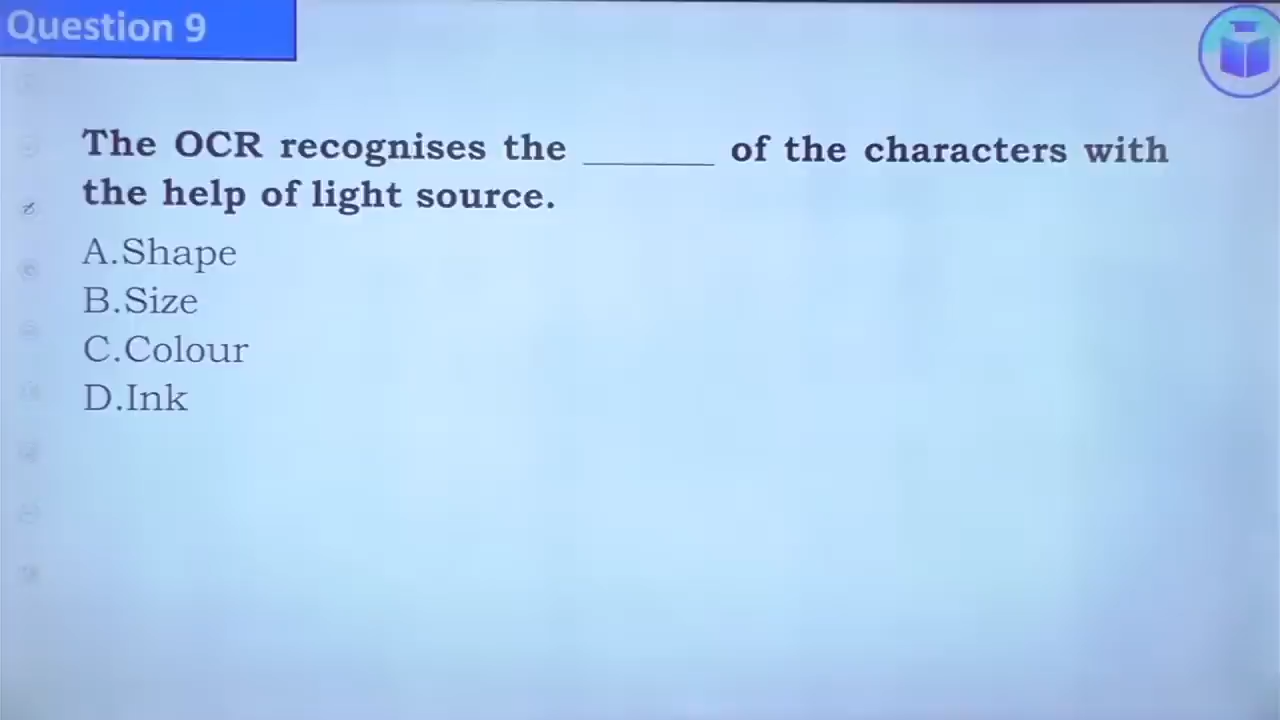 Question 9
The OCR recognises the _______ of the characters with
the help of light source.
A.Shape
B.Size
C.Colour
D.Ink